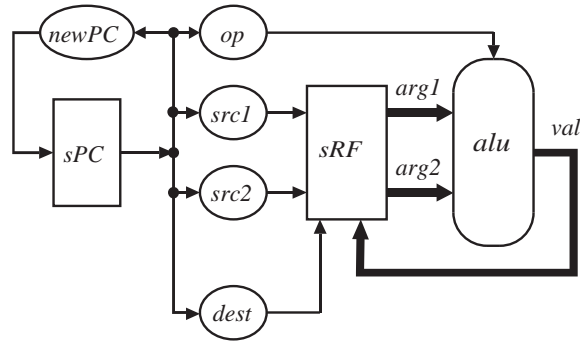 newPC
op
arg1
val
src1
sPC
sRF
alu
src2
arg2
dest